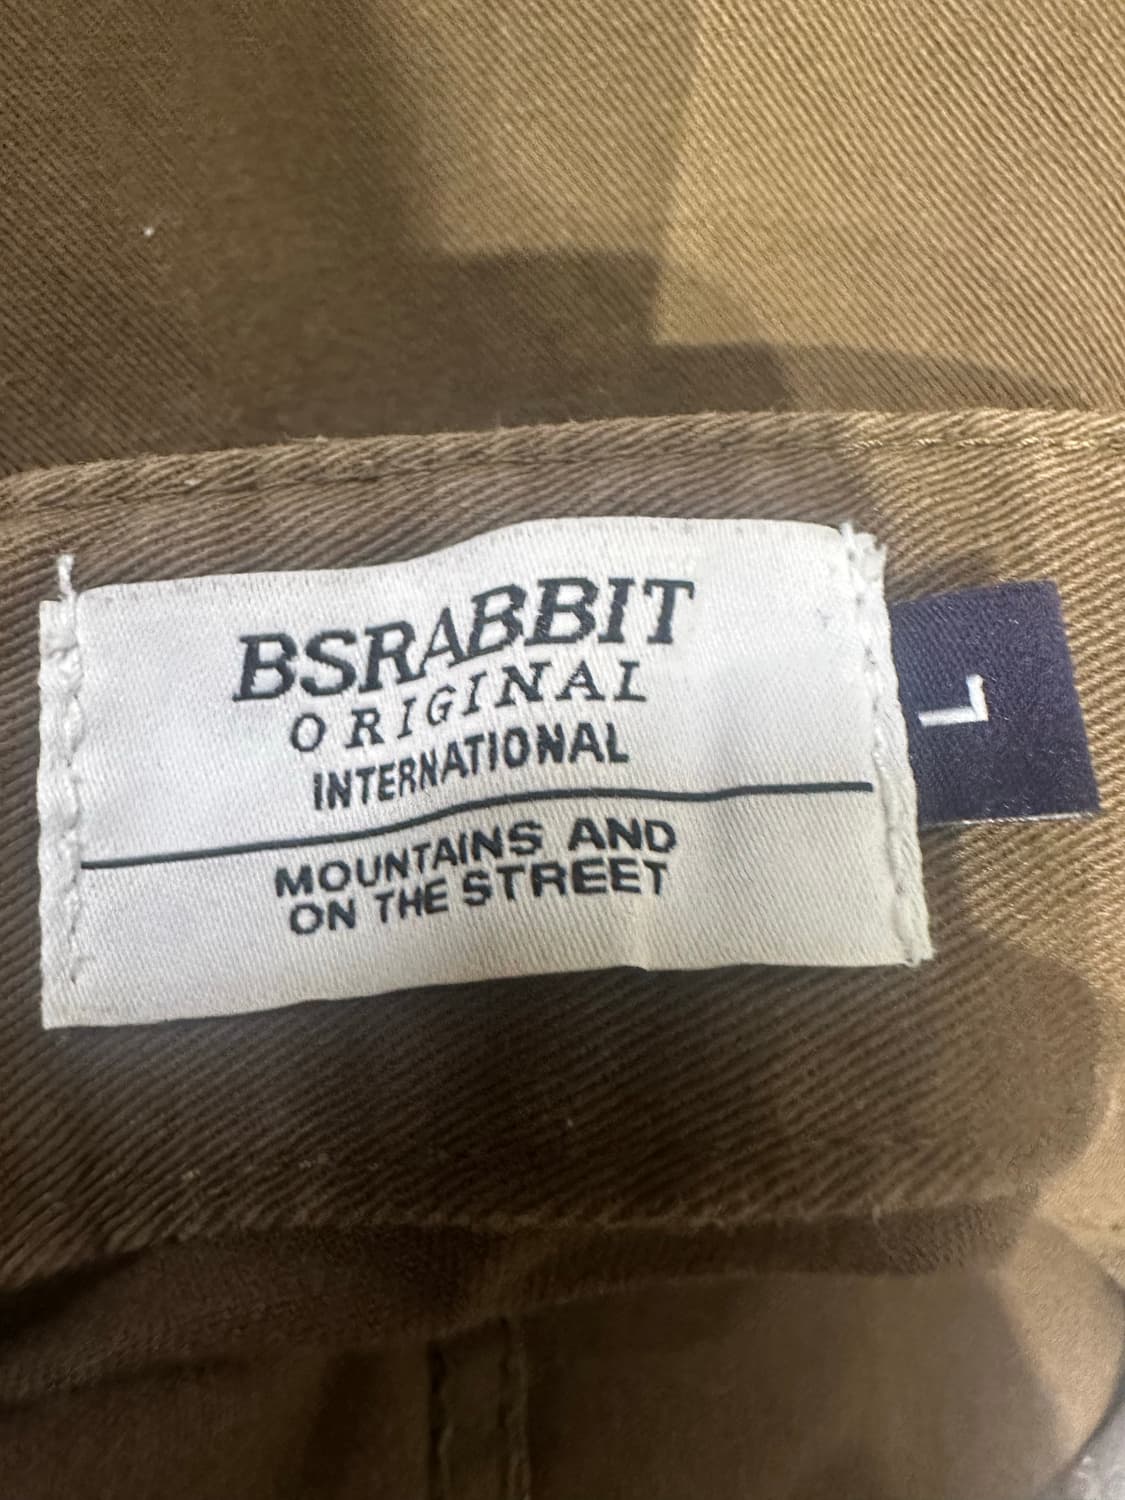 BSRABBIT
ORIGINAL
INTERNATIONAL
MOUNTAINS AND
ON THE STREET
L